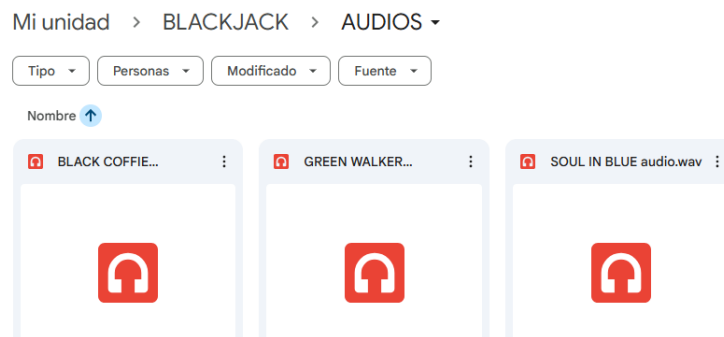 Mi unidad > BLACKJACK > AUDIOS
Tipo Personas Modificado Fuente
Nombre
BLACK COFFIE... GREEN WALKER... SOUL IN BLUE audio.wav